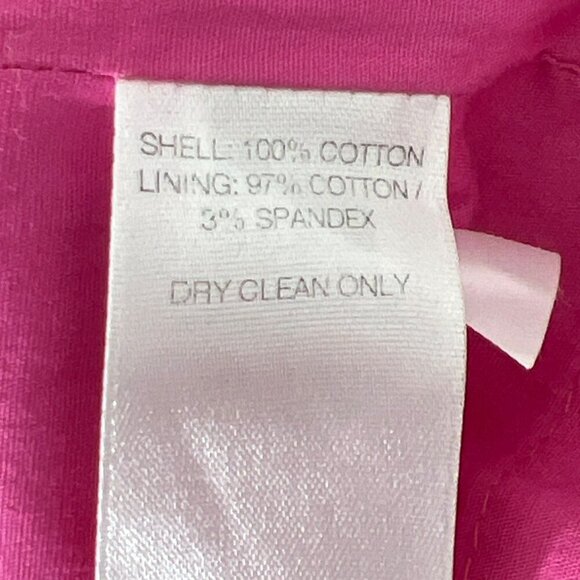 SHELL: 100% COTTON
LINING: 97% COTTON /
3% SPANDEX
DRY CLEAN ONLY